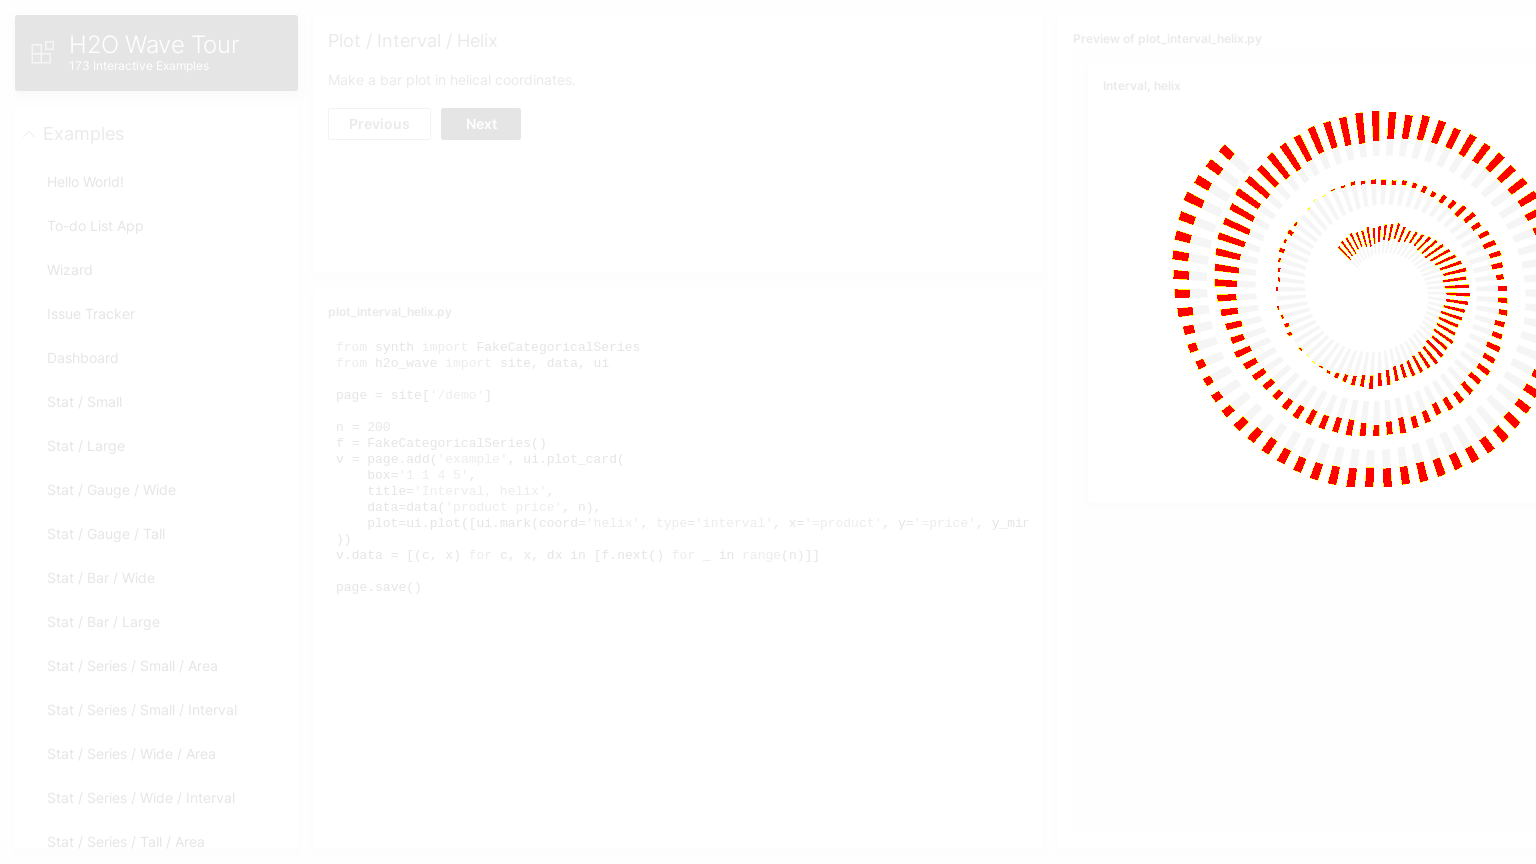 H2O Wave Tour
173 Interactive Examples
Examples
Hello World!
To-do List App
Wizard
Issue Tracker
Dashboard
Stat / Small
Stat / Large
Stat / Gauge / Wide
Stat / Gauge / Tall
Stat / Bar / Wide
Stat / Bar / Large
Stat / Series / Small / Area
Stat / Series / Small / Interval
Stat / Series / Wide / Area
Stat / Series / Wide / Interval
Stat / Series / Tall / Area
Plot / Interval / Helix
Make a bar plot in helical coordinates.
Previous
Next
plot_interval_helix.py
from synth import FakeCategoricalSeries
from h2o_wave import site, data, ui
page = site['/demo']
n = 200
f = FakeCategoricalSeries()
v = page.add('example', ui.plot_card(
    box='1 1 4 5',
    title='Interval, helix',
    data=data('product price', n),
    plot=ui.plot([ui.mark(coord='helix', type='interval', x='=product', y='=price', y_min
))
v.data = [(c, x) for c, x, dx in [f.next() for _ in range(n)]]
page.save()
Preview of plot_interval_helix.py
Interval, helix